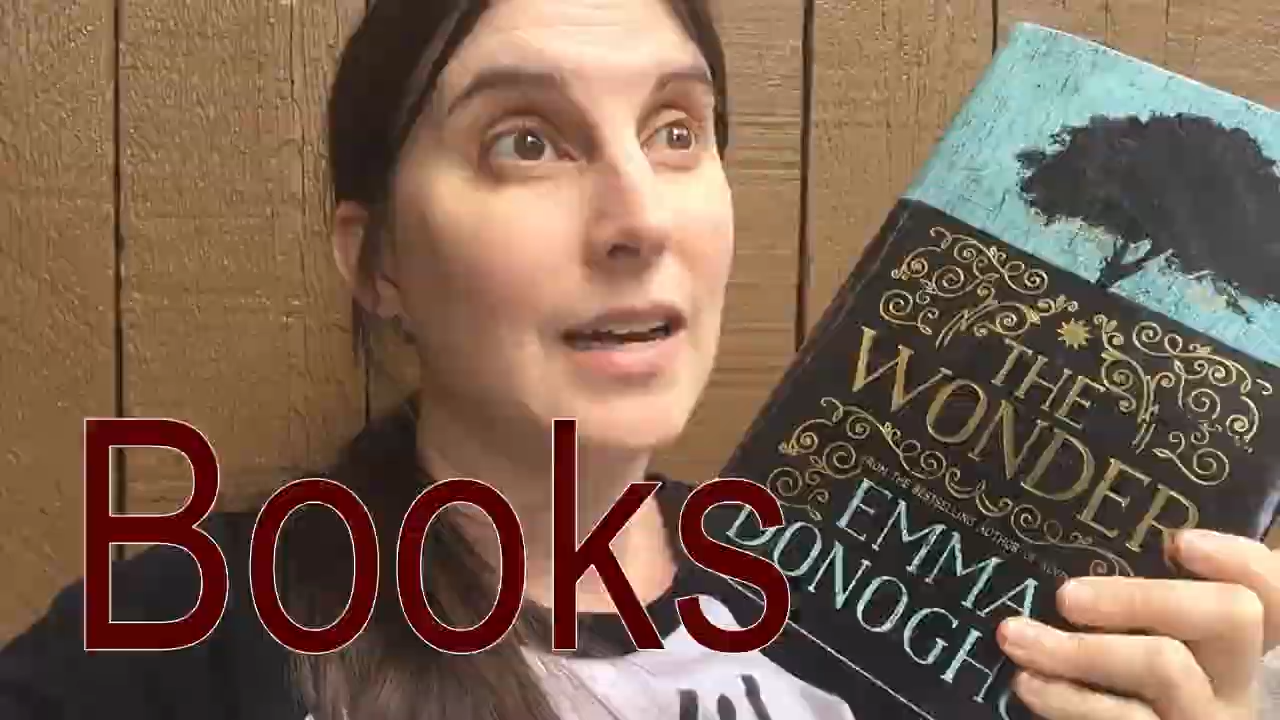 Books
THE
WONDER
FROM THE BESTSELLING AUTHOR OF
EMMA
DONOGH